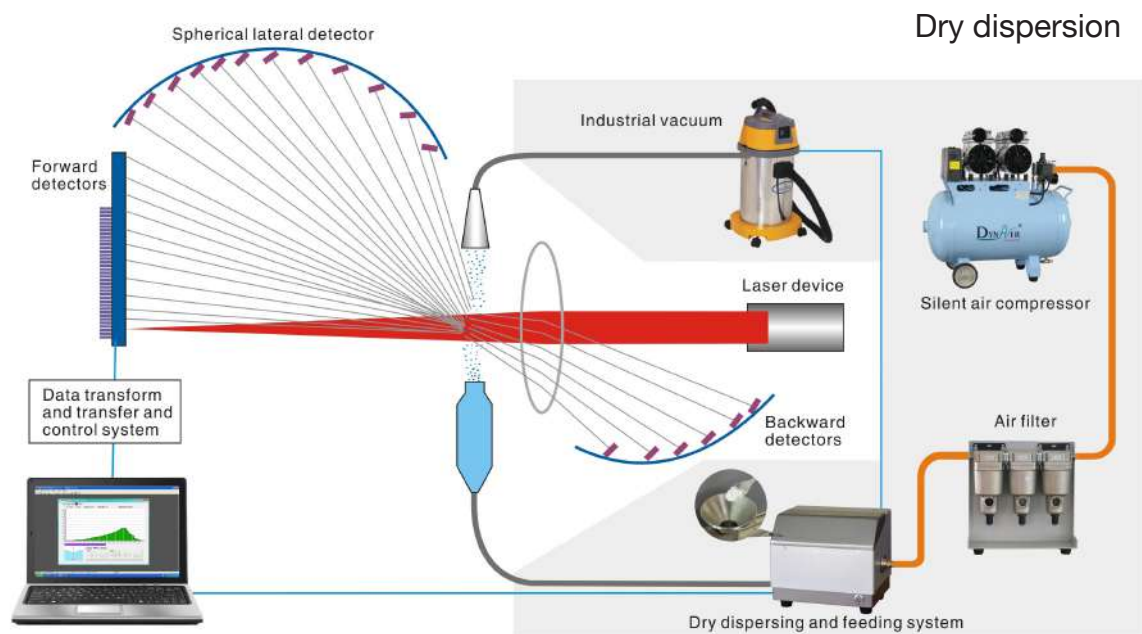 Dry dispersion
Spherical lateral detector
Industrial vacuum
Forward
detectors
Laser device
DYNAIR
Silent air compressor
Data transform
and transfer and
control system
Backward
detectors
Air filter
Dry dispersing and feeding system